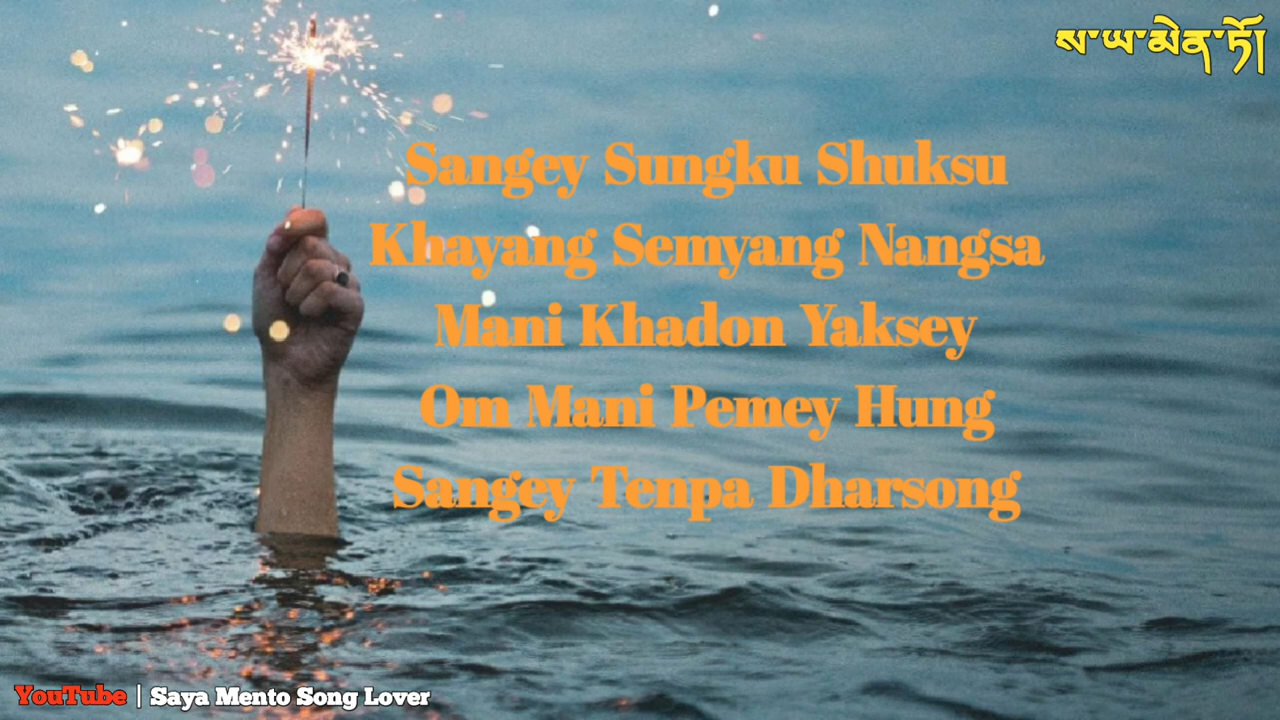 ས་ཡ་མེན་ཏོ།
Sangey Sungku Shuksu
Khayang Semyang Nangsa
Mani Khadon Yaksey
Om Mani Pemey Hung
Sangey Tenpa Dharsong
YouTube | Saya Mento Song Lover